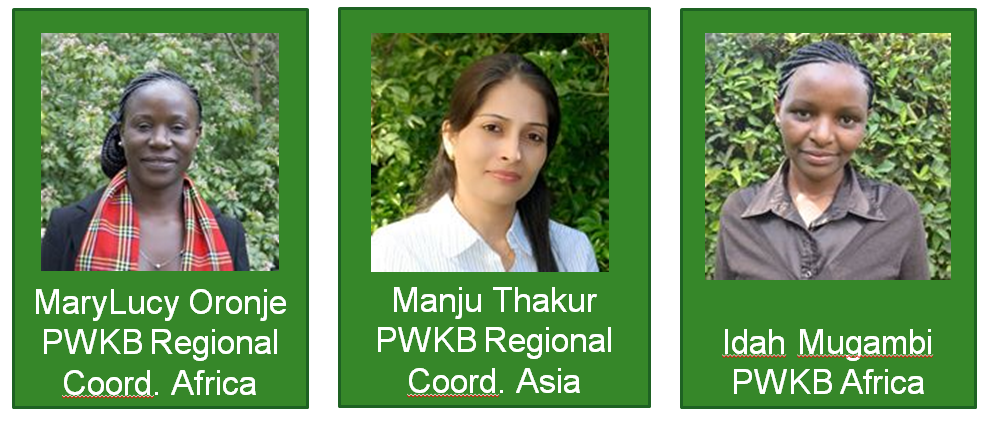 MaryLucy Oronje
PWKB Regional
Coord. Africa
Manju Thakur
PWKB Regional
Coord. Asia
Idah Mugambi
PWKB Africa